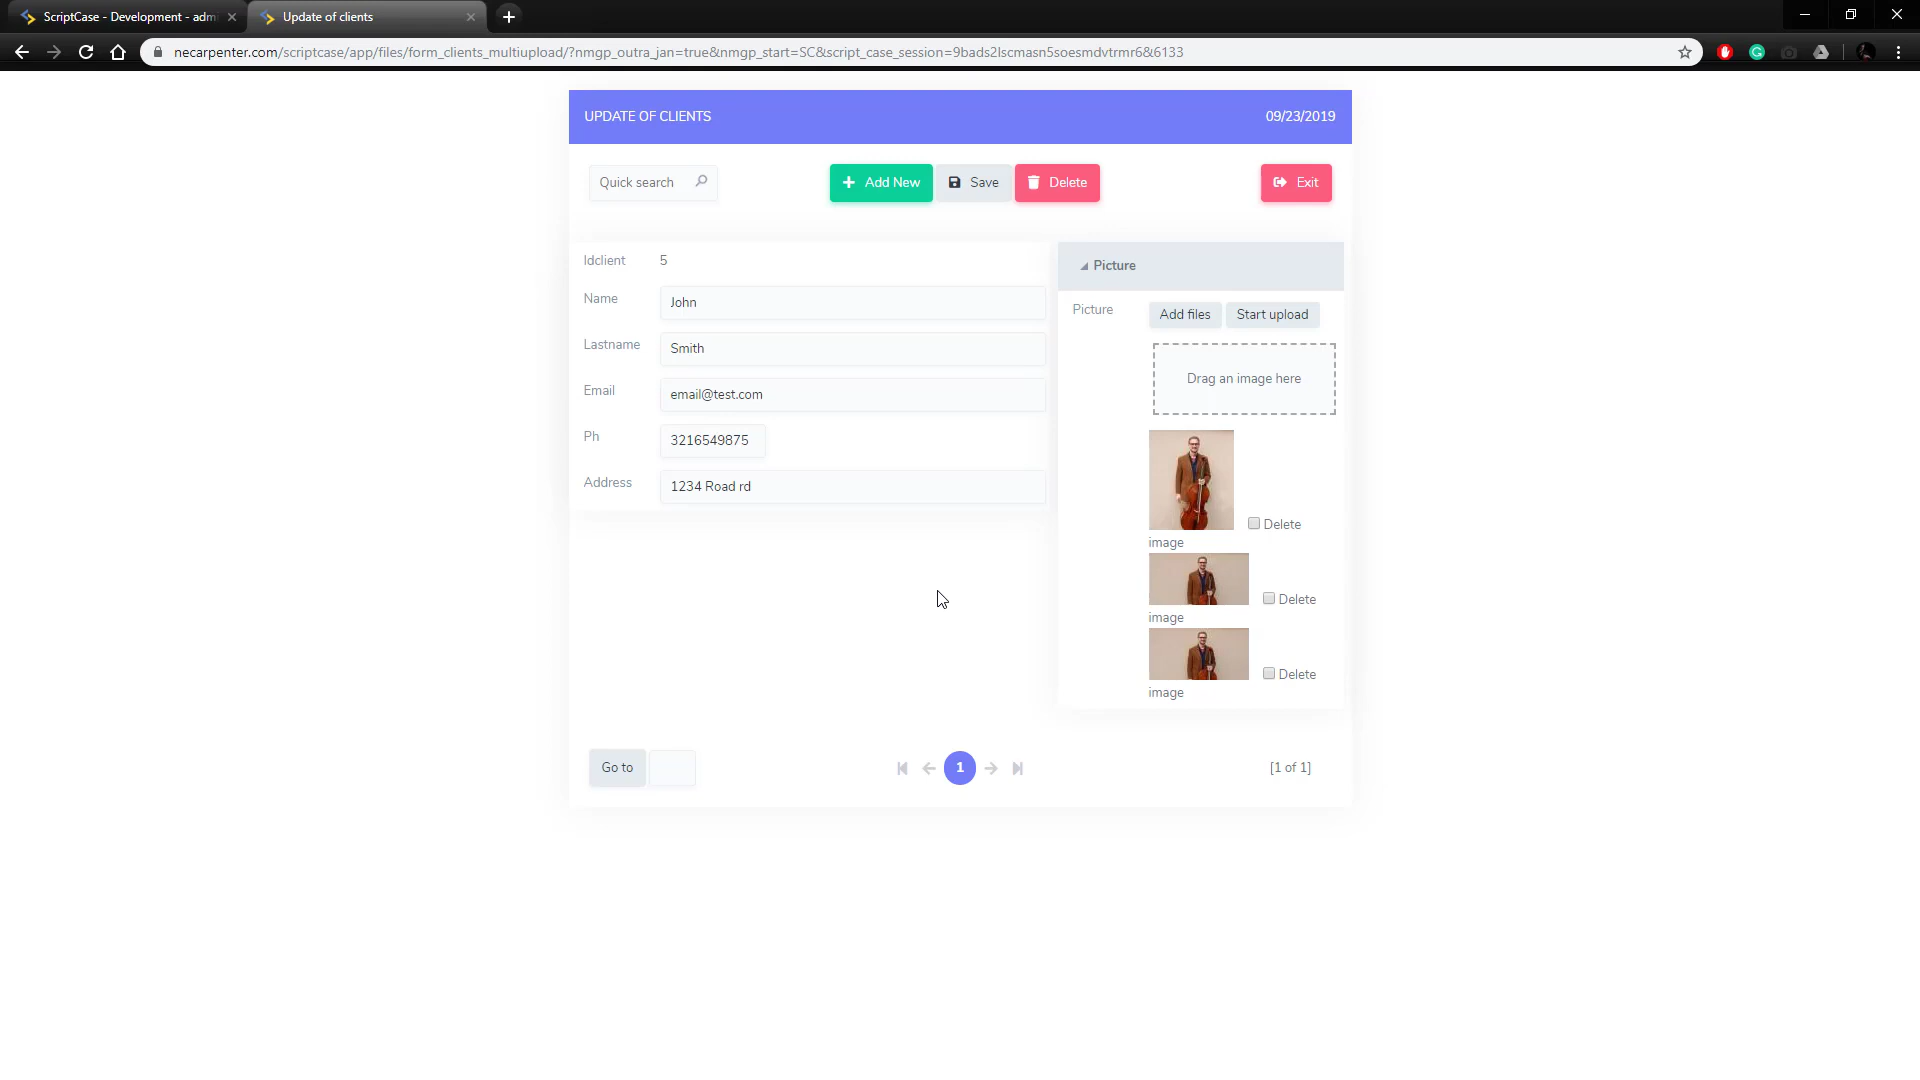 ScriptCase - Development - adm
Update of clients
necarpenter.com/scriptcase/app/files/form_clients_multiupload/?nmgp_outra_jan=true&nmgp_start=SC&script_case_session=9bads2lscmasn5soesmdvtrmr6&6133
UPDATE OF CLIENTS
09/23/2019
Quick search
Add New
Save
Delete
Exit
Idclient 5
Name John
Lastname Smith
Email email@test.com
Ph 3216549875
Address 1234 Road rd
Picture
Picture
Add files
Start upload
Drag an image here
Delete
image
Delete
image
Delete
image
Go to
1
[1 of 1]